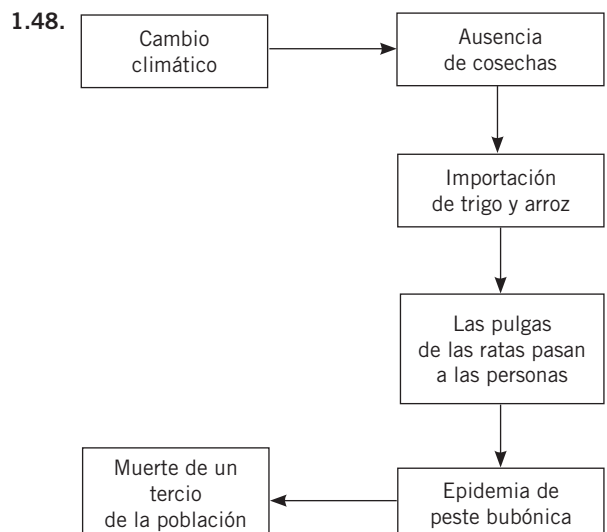 1.48.
Cambio
climático
Ausencia
de cosechas
Importación
de trigo y arroz
Las pulgas
de las ratas pasan
a las personas
Epidemia de
peste bubónica
Muerte de un
tercio
de la población